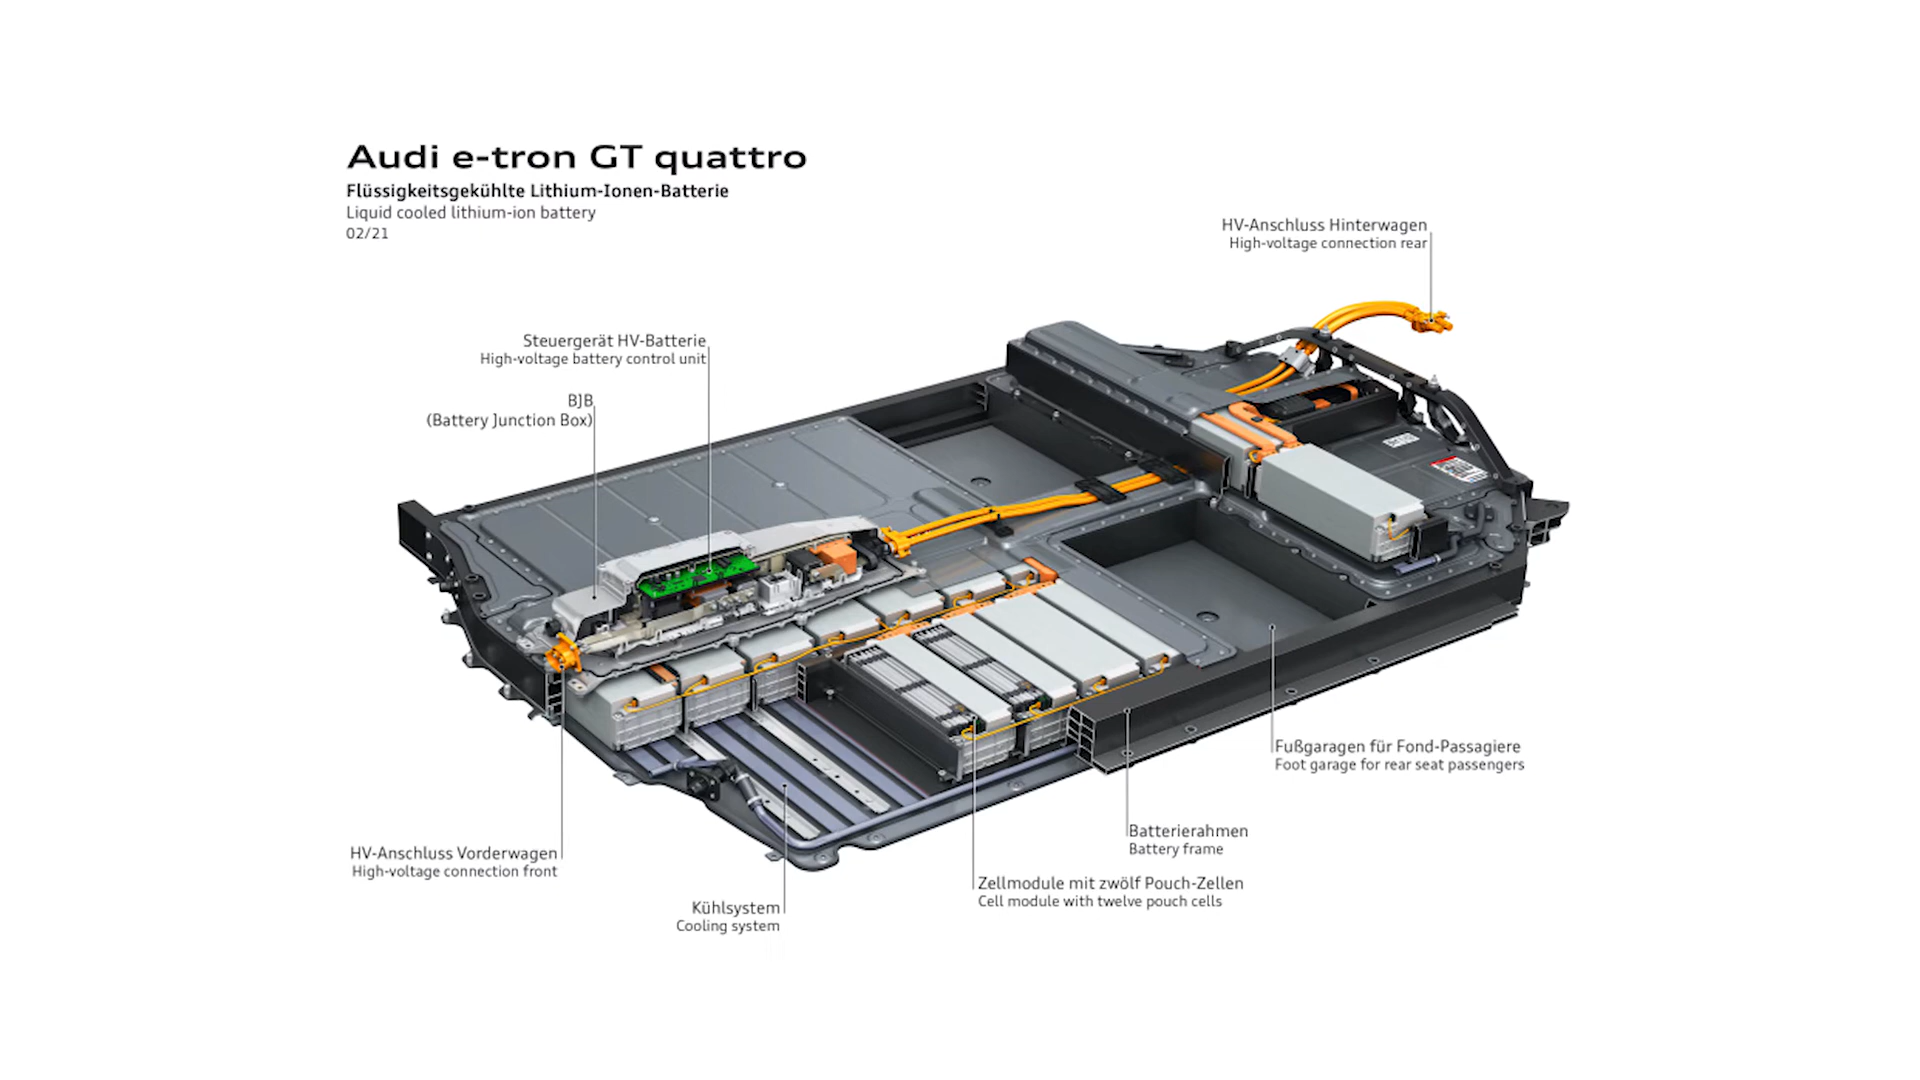 Audi e-tron GT quattro
Flüssigkeitsgekühlte Lithium-Ionen-Batterie
Liquid cooled lithium-ion battery
02/21
HV-Anschluss Hinterwagen
High-voltage connection rear
Steuergerät HV-Batterie
High-voltage battery control unit
BJB
(Battery Junction Box)
Fußgaragen für Fond-Passagiere
Foot garage for rear seat passengers
Batterierahmen
Battery frame
HV-Anschluss Vorderwagen
High-voltage connection front
Zellmodule mit zwölf Pouch-Zellen
Cell module with twelve pouch cells
Kühlsystem
Cooling system